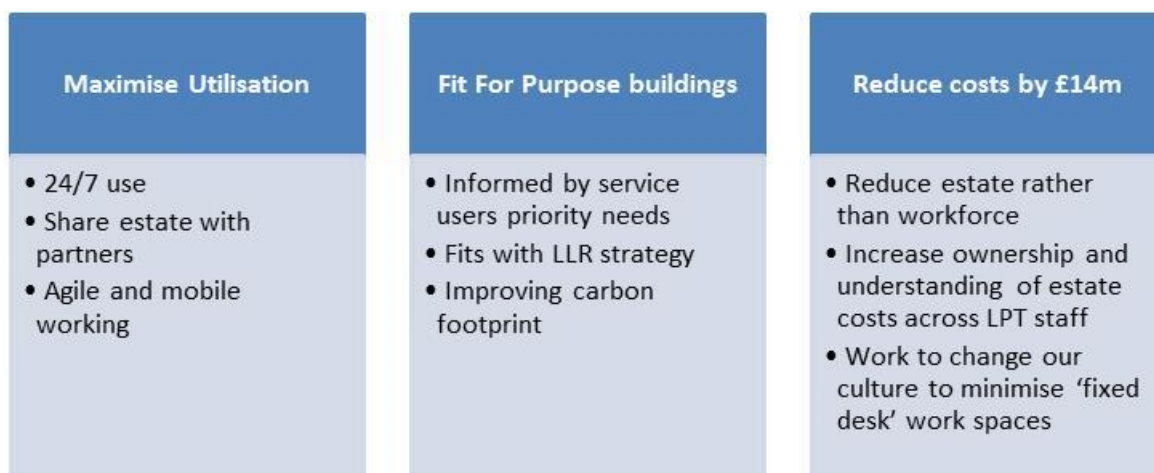 Maximise Utilisation
• 24/7 use
• Share estate with
partners
• Agile and mobile
working
Fit For Purpose buildings
• Informed by service
users priority needs
• Fits with LLR strategy
• Improving carbon
footprint
Reduce costs by £14m
• Reduce estate rather
than workforce
• Increase ownership and
understanding of estate
costs across LPT staff
• Work to change our
culture to minimise ‘fixed
desk’ work spaces